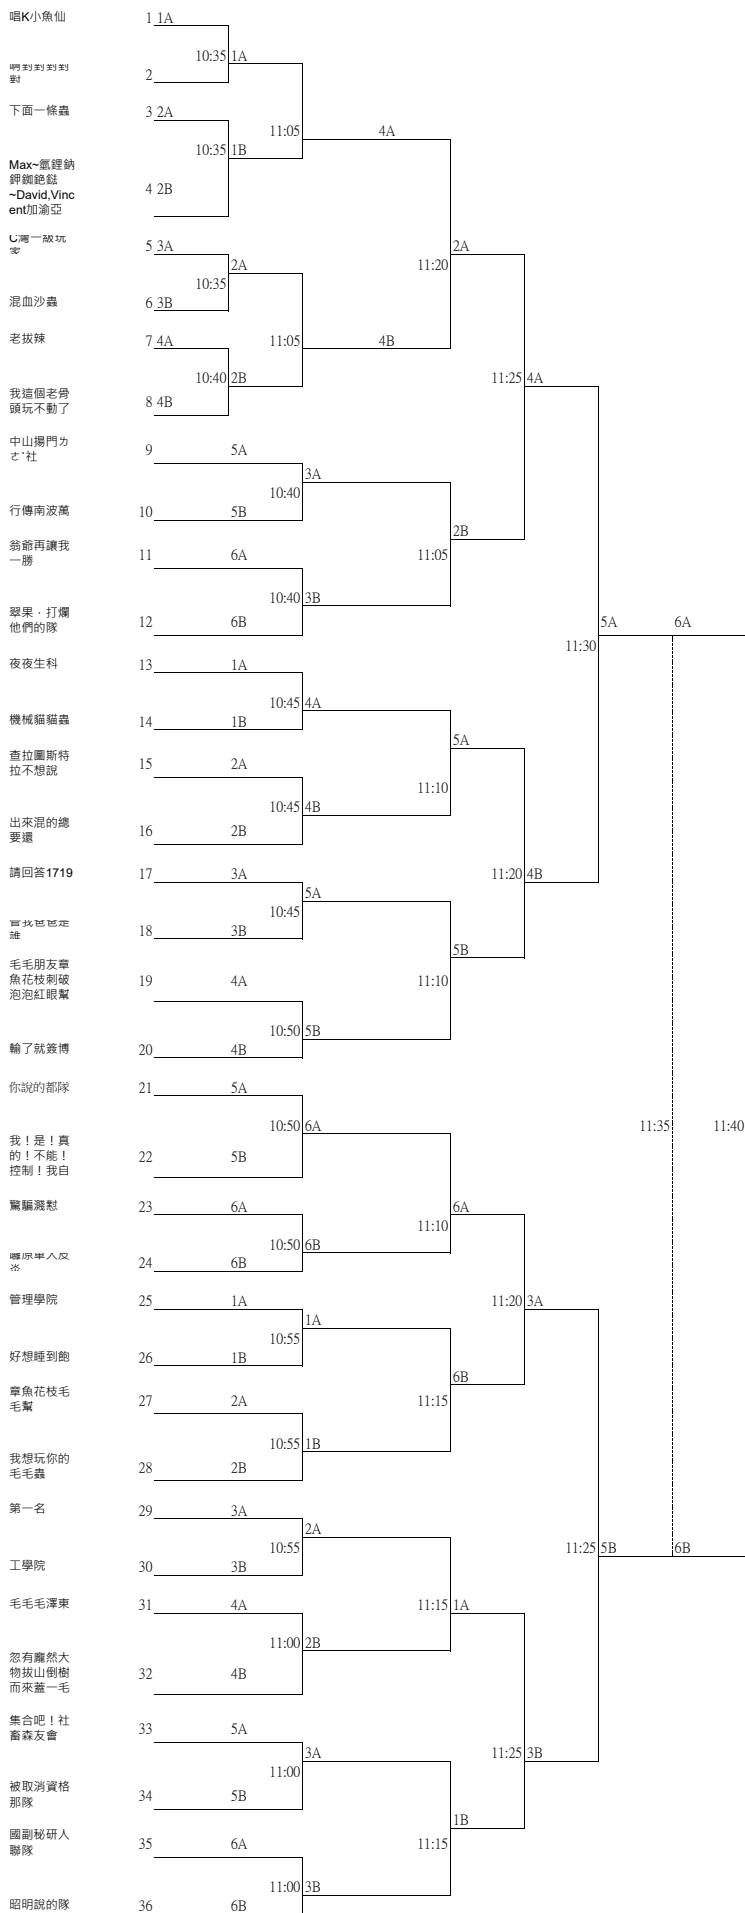 唱K小魚仙
1 1A
10:35 1A
對
2
下面一條蟲
3 2A
11:05
4A
10:35 1B
Max~氫鋰鈉
鉀銣銫鍅
~David,Vinc
ent加渝亞
4 2B
C灣一級玩
家
5 3A
2A
10:35
混血沙蟲
6 3B
2A
11:20
老拔辣
7 4A
11:05
4B
10:40 2B
我這個老骨
頭玩不動了
8 4B
11:25 4A
中山揚門ㄌ
ㄜˋ社
9
5A
3A
10:40
行傳南波萬
10
5B
2B
11:05
翁爺再讓我
一勝
11
6A
10:40 3B
翠果，打爛
他們的隊
12
6B
5A
6A
11:30
夜夜生科
13
1A
10:45 4A
機械貓貓蟲
14
1B
5A
查拉圖斯特
拉不想說
15
2A
11:10
10:45 4B
出來混的總
要還
16
2B
請回答1719
17
3A
11:20 4B
5A
10:45
管我爸爸是
誰
18
3B
5B
毛毛朋友章
魚花枝刺破
泡泡紅眼幫
19
4A
11:10
10:50 5B
輸了就簽博
20
4B
你說的都隊
21
5A
10:50 6A
11:35
11:40
我！是！真
的！不能！
控制！我自
22
5B
驚騙濺懟
23
6A
6A
11:10
10:50 6B
24
6B
管理學院
25
1A
11:20 3A
1A
10:55
好想睡到飽
26
1B
6B
章魚花枝毛
毛幫
27
2A
11:15
10:55 1B
我想玩你的
毛毛蟲
28
2B
第一名
29
3A
2A
10:55
11:25 5B
6B
工學院
30
3B
毛毛毛澤東
31
4A
11:15 1A
11:00 2B
忽有龐然大
物拔山倒樹
而來蓋一毛
32
4B
集合吧！社
畜森友會
33
5A
3A
11:25 3B
11:00
被取消資格
那隊
34
5B
1B
國副秘研人
聯隊
35
6A
11:15
11:00 3B
昭明說的隊
36
6B